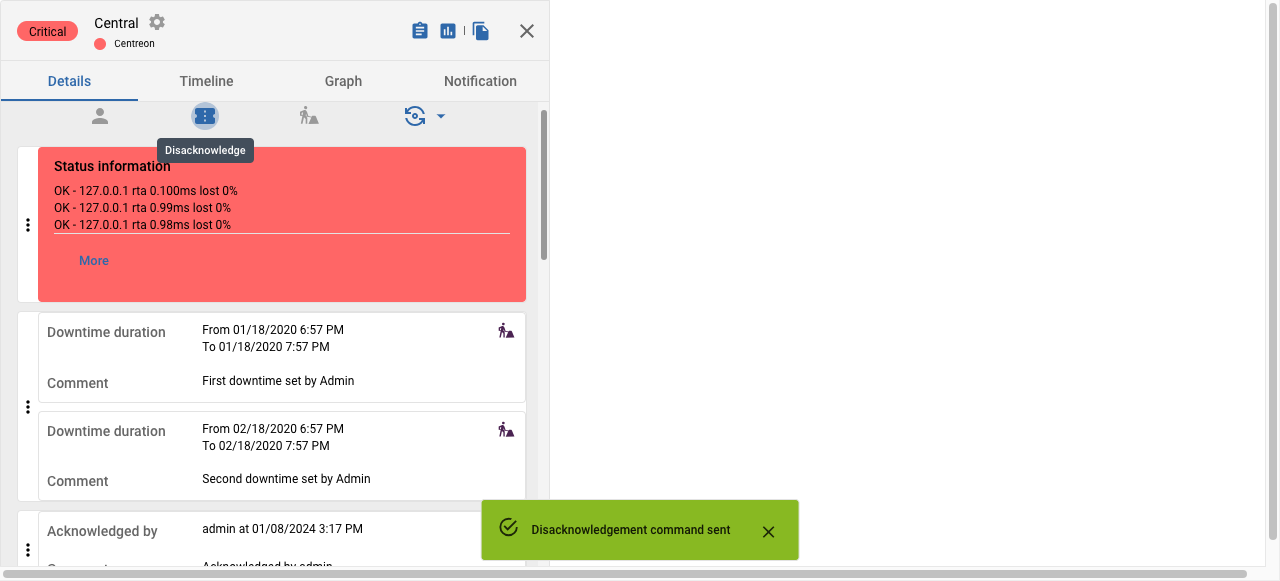 Critical
Central
Centreon
Details
Timeline
Graph
Notification
Disacknowledge
Status information
OK - 127.0.0.1 rta 0.100ms lost 0%
OK - 127.0.0.1 rta 0.99ms lost 0%
OK - 127.0.0.1 rta 0.98ms lost 0%
More
Downtime duration
From 01/18/2020 6:57 PM
To 01/18/2020 7:57 PM
Comment
First downtime set by Admin
Downtime duration
From 02/18/2020 6:57 PM
To 02/18/2020 7:57 PM
Comment
Second downtime set by Admin
Acknowledged by
admin at 01/08/2024 3:17 PM
Comment
Acknowledged by admin
Disacknowledgement command sent